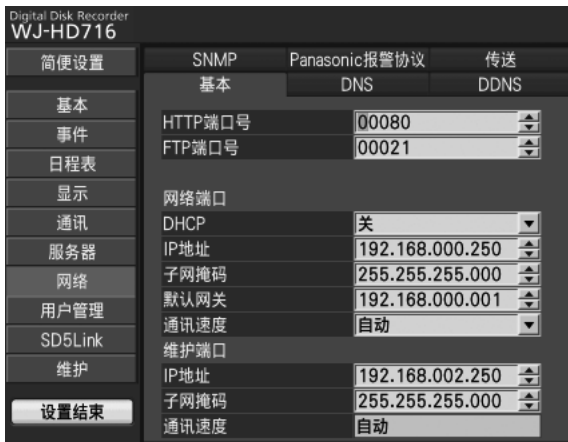 Digital Disk Recorder
WJ-HD716
简便设置
基本
事件
日程表
显示
通讯
服务器
网络
用户管理
SD5Link
维护
设置结束
SNMP Panasonic报警协议 传送
基本 DNS DDNS
HTTP端口号 00080
FTP端口号 00021
网络端口
DHCP 关
IP地址 192.168.000.250
子网掩码 255.255.255.000
默认网关 192.168.000.001
通讯速度 自动
维护端口
IP地址 192.168.002.250
子网掩码 255.255.255.000
通讯速度 自动